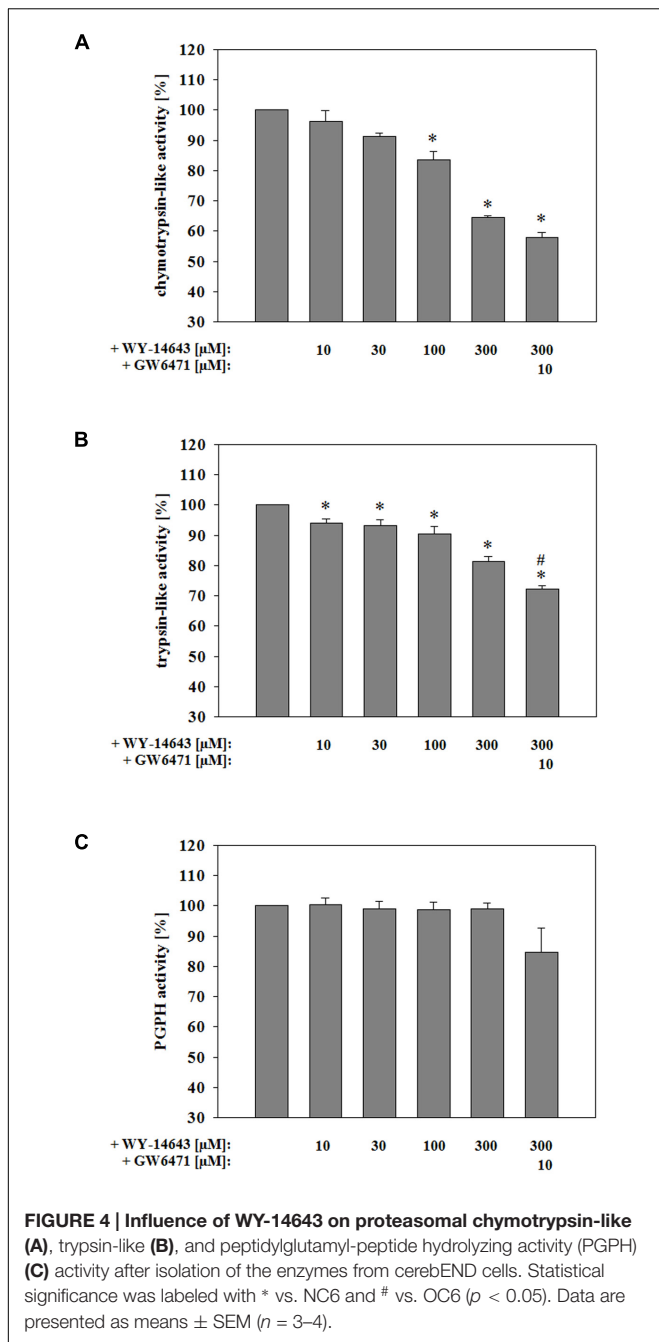 A
120
110
100
90
80
70
60
50
40
30
chymotrypsin-like activity [%]
* * *
+ WY-14643 [µM]: 10 30 100 300 300
+ GW6471 [µM]: 10
B
120
110
100
90
80
70
60
50
40
30
trypsin-like activity [%]
#
* * * * *
+ WY-14643 [µM]: 10 30 100 300 300
+ GW6471 [µM]: 10
C
120
110
100
90
80
70
60
50
40
30
PGPH activity [%]
+ WY-14643 [µM]: 10 30 100 300 300
+ GW6471 [µM]: 10
FIGURE 4 | Influence of WY-14643 on proteasomal chymotrypsin-like
(A), trypsin-like (B), and peptidylglutamyl-peptide hydrolyzing activity (PGPH)
(C) activity after isolation of the enzymes from cerebEND cells. Statistical
significance was labeled with * vs. NC6 and # vs. OC6 (p < 0.05). Data are
presented as means ± SEM (n = 3–4).